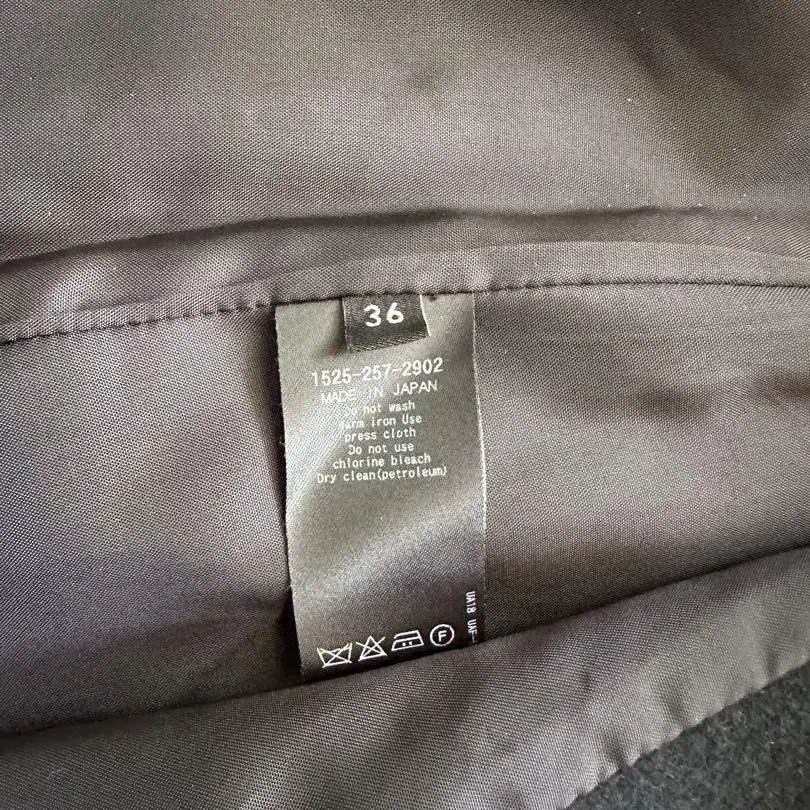 36
1525-257-2902
MADE IN JAPAN
Do not wash
Warm iron Use
press cloth
Do not use
chlorine bleach
Dry clean(petroleum)
F
UA18 UAF-